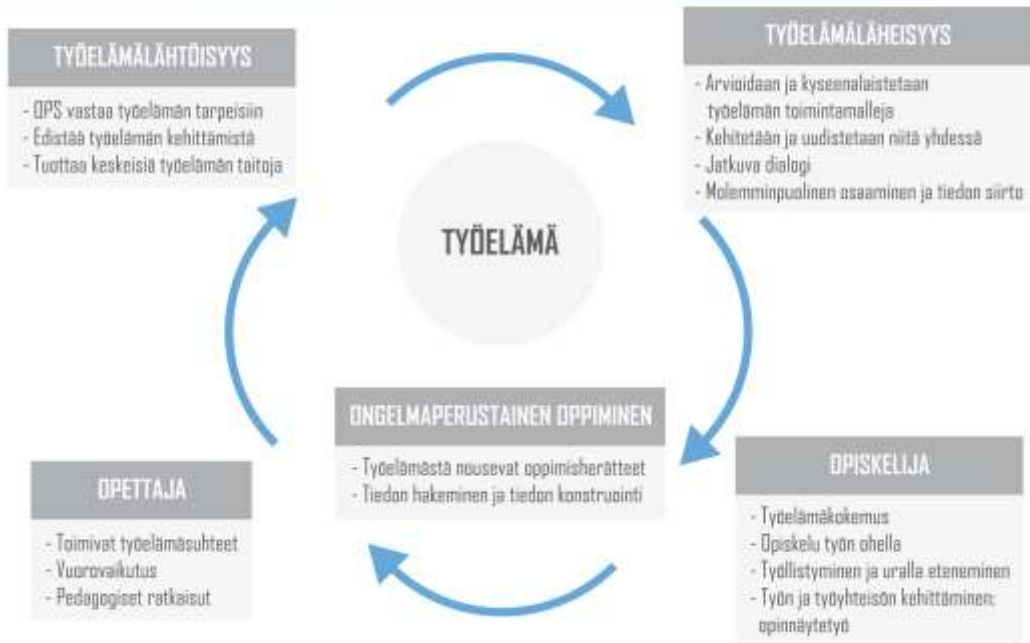 TYÖELÄMÄLÄHTÖISYYS
- OPS vastaa työelämän tarpeisiin
- Edistää työelämän kehittämistä
- Tuottaa keskeisiä työelämän taitoja
TYÖELÄMÄLÄHEISYYS
- Arvioidaan ja kyseenalaistetaan
työelämän toimintamalleja
- Kehitetään ja uudistetaan niitä yhdessä
- Jatkuva dialogi
- Molemminpuolinen osaaminen ja tiedon siirto
TYÖELÄMÄ
ONGELMAPERUSTAINEN OPPIMINEN
- Työelämästä nousevat oppimisherätteet
- Tiedon hakeminen ja tiedon konstruointi
OPETTAJA
- Toimivat työelämäsuhteet
- Vuorovaikutus
- Pedagogiset ratkaisut
OPISKELIJA
- Työelämäkokemus
- Opiskelu työn ohella
- Työllistyminen ja uralla eteneminen
- Työn ja työyhteisön kehittäminen;
opinnäytetyö